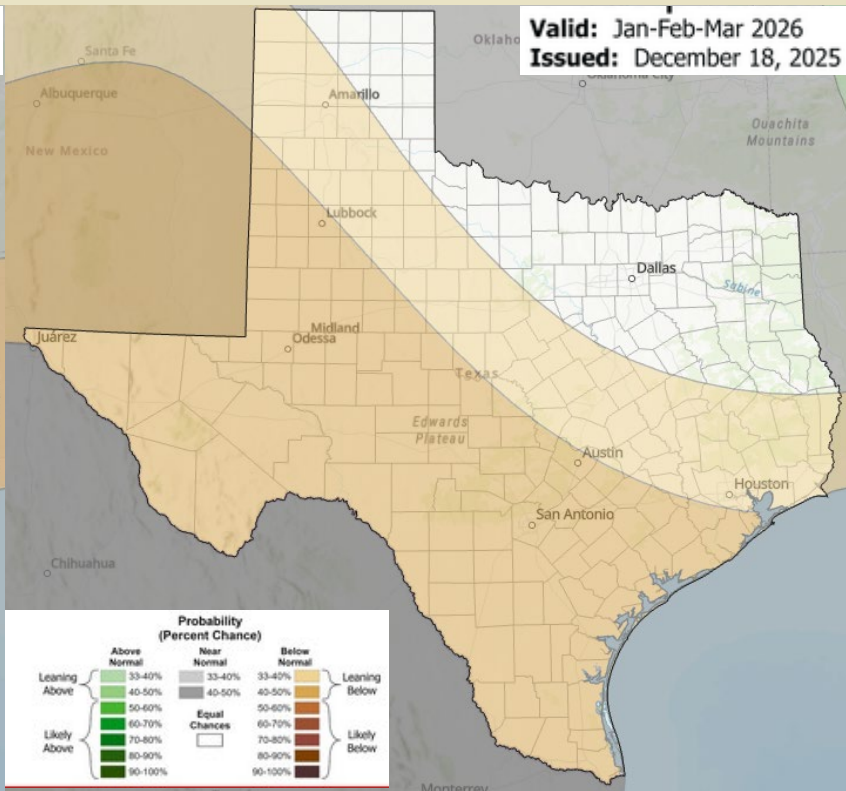 Valid: Jan-Feb-Mar 2026
Issued: December 18, 2025
Santa Fe
Oklaho
Oklahoma City
Albuquerque
Amarillo
Ouachita
Mountains
New Mexico
Lubbock
Dallas
Sabine
Juárez
Midland
Odessa
Texas
Edwards
Plateau
Austin
Houston
San Antonio
Chihuahua
Monterrey
Probability
(Percent Chance)
Above Normal
Near Normal
Below Normal
Leaning Above
33-40%
40-50%
33-40%
40-50%
33-40%
40-50%
Leaning Below
Equal Chances
Likely Above
50-60%
60-70%
70-80%
80-90%
90-100%
50-60%
60-70%
70-80%
80-90%
90-100%
Likely Below